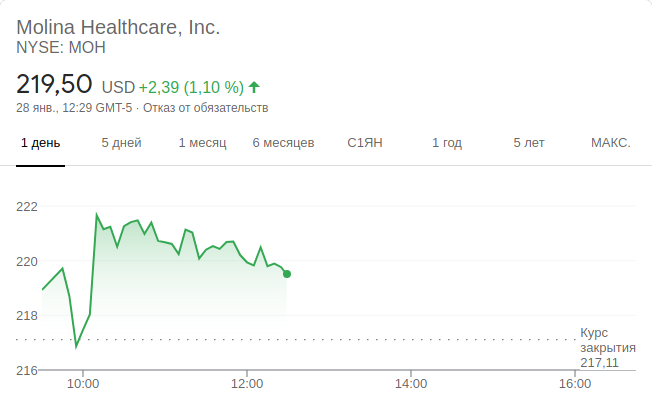 Molina Healthcare, Inc.
NYSE: MOH
219,50 USD +2,39 (1,10 %)
28 янв., 12:29 GMT-5 · Отказ от обязательств
1 день 5 дней 1 месяц 6 месяцев С1ЯН 1 год 5 лет МАКС.
222
220
218
216
Курс
закрытия
217,11
10:00 12:00 14:00 16:00